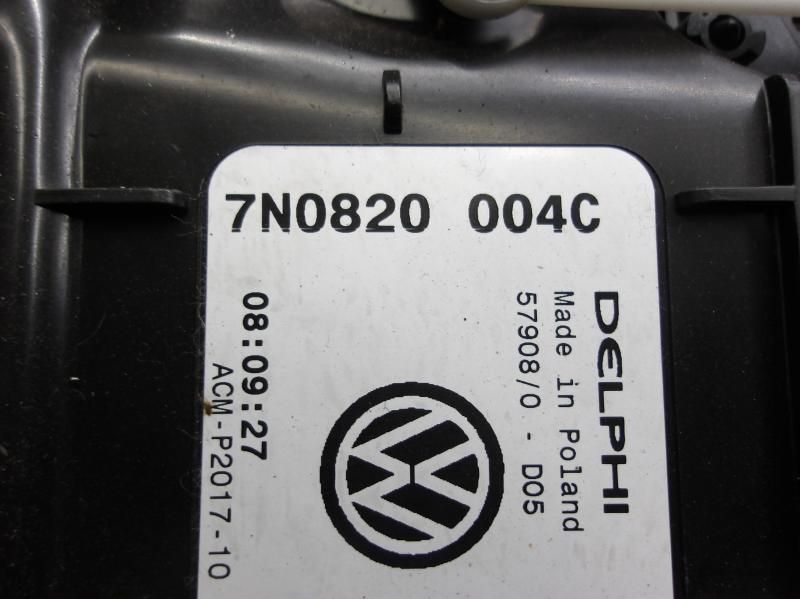 7N0820 004C
DELPHI
Made in Poland
57908/0 - D05
08:09:27
ACM-P2017-10